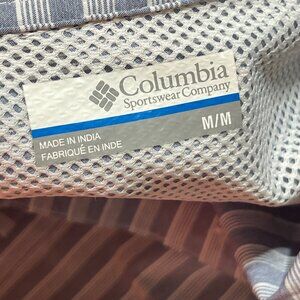 Columbia
Sportswear Company
MADE IN INDIA
FABRIQUÉ EN INDE
M/M